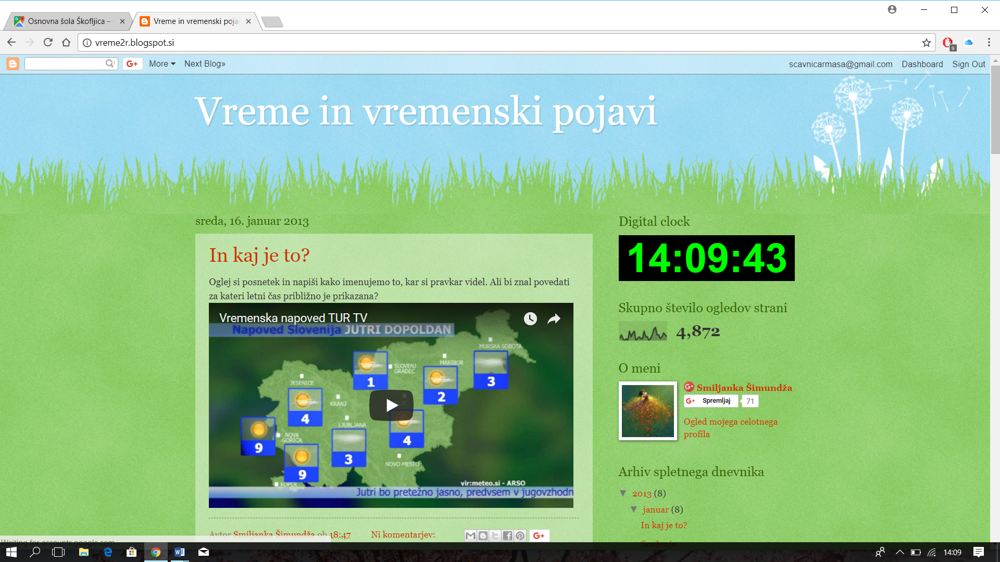 Osnovna šola Škofljica –
Vreme in vremenski poja
vreme2r.blogspot.si
9
G+ More Next Blog»
scavnicarmasa@gmail.com Dashboard Sign Out
Vreme in vremenski pojavi
sreda, 16. januar 2013
In kaj je to?
Oglej si posnetek in napiši kako imenujemo to, kar si pravkar videl. Ali bi znal povedati
za kateri letni čas približno je prikazana?
Vremenska napoved TUR TV
Napoved Slovenija JUTRI DOPOLDAN
MURSKA SOBOTA
3
MARIBOR
2
SLOVENJ
GRADEC
1
JESENICE
4
KRANJ
LJUBLJANA
3
4
NOVA
GORICA
9
9
NOVO MESTO
KOPER
vir:meteo.si - ARSO
Jutri bo pretežno jasno, predvsem v jugovzhodn
Avtor Smiljanka Šimundža ob 18:47 Ni komentarjev:
G+
Digital clock
14:09:43
Skupno število ogledov strani
4,872
O meni
G+ Smiljanka Šimundža
G+ Spremljaj 71
Ogled mojega celotnega
profila
Arhiv spletnega dnevnika
▼ 2013 (8)
▼ januar (8)
In kaj je to?
Sneženje
Waiting for accounts.google.com...
14:09